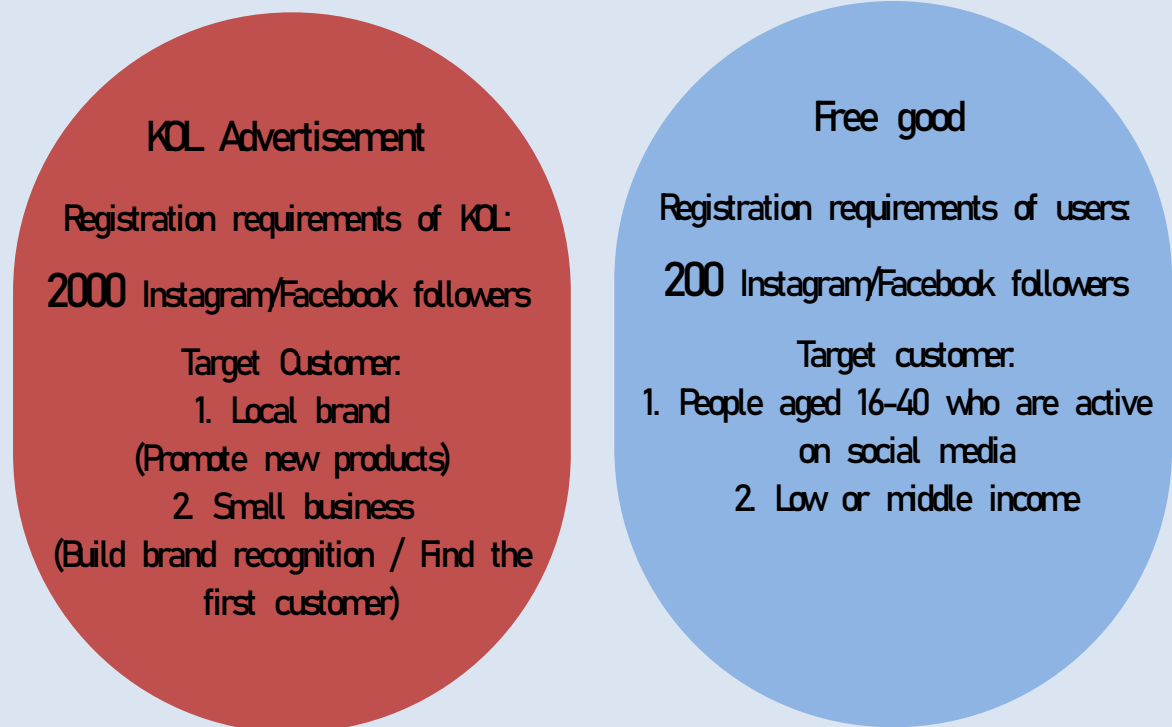 KOL Advertisement
Registration requirements of KOL:
2000 Instagram/Facebook followers
Target Customer:
1. Local brand
(Promote new products)
2. Small business
(Build brand recognition / Find the
first customer)
Free good
Registration requirements of users:
200 Instagram/Facebook followers
Target customer:
1. People aged 16-40 who are active
on social media
2. Low or middle income